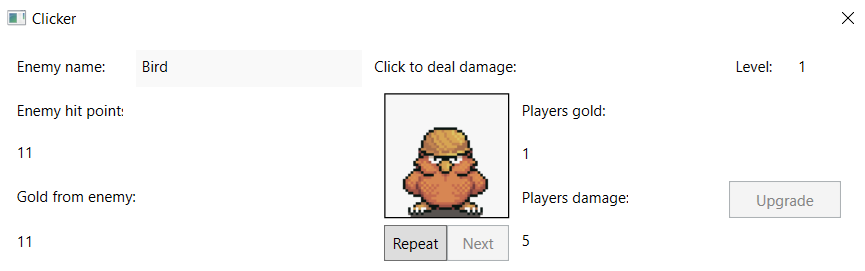 Clicker
Enemy name: Bird Click to deal damage: Level: 1
Enemy hit point: Players gold:
11 1
Gold from enemy: Players damage: Upgrade
11 Repeat Next 5